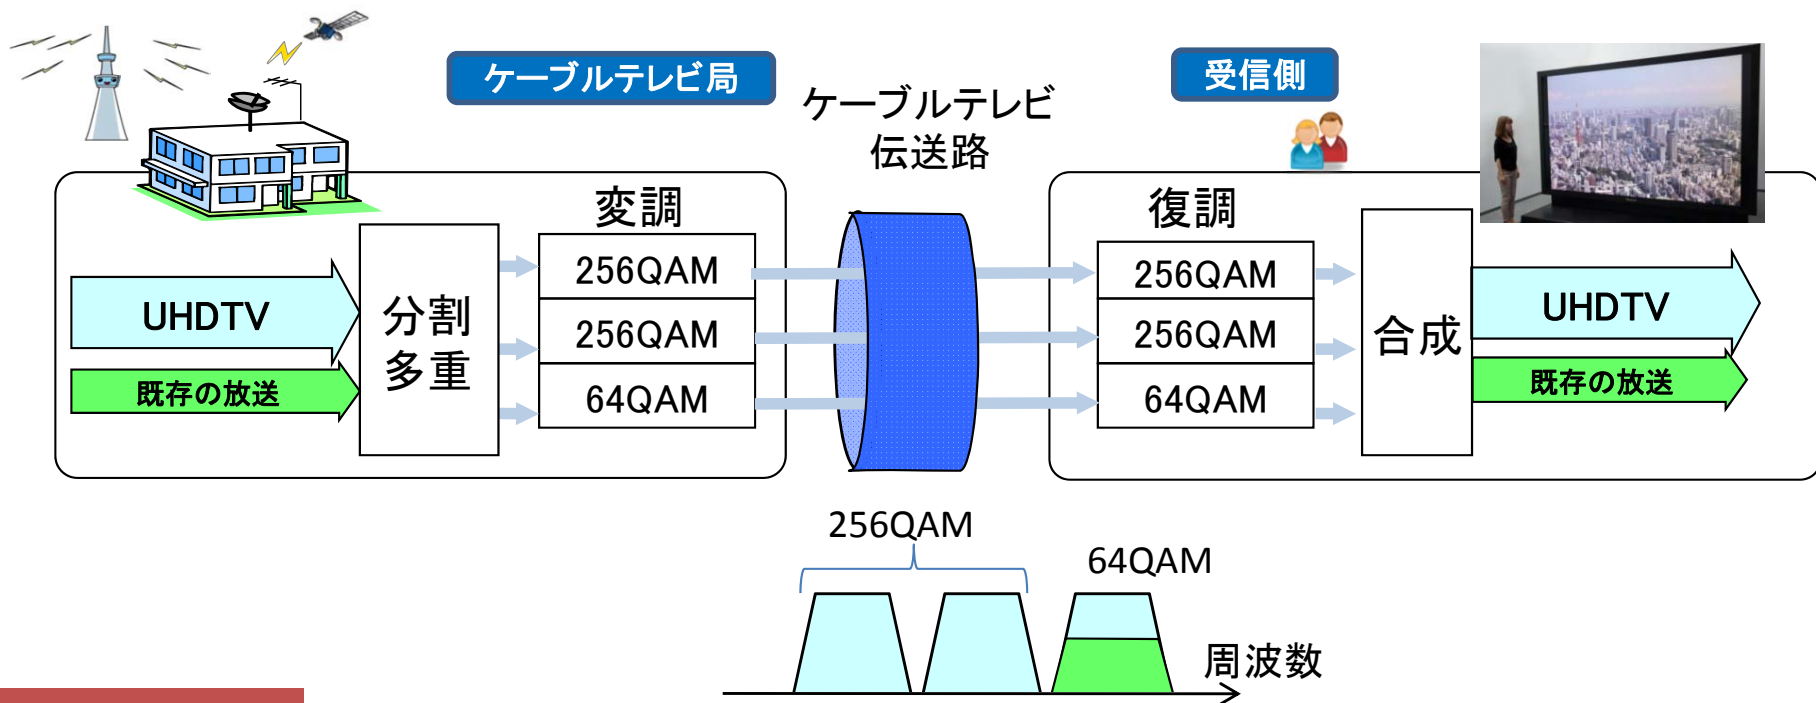 ケーブルテレビ局
受信側
ケーブルテレビ
伝送路
変調
復調
256QAM
256QAM
64QAM
256QAM
256QAM
64QAM
UHDTV
既存の放送
分割
多重
合成
UHDTV
既存の放送
256QAM
64QAM
周波数